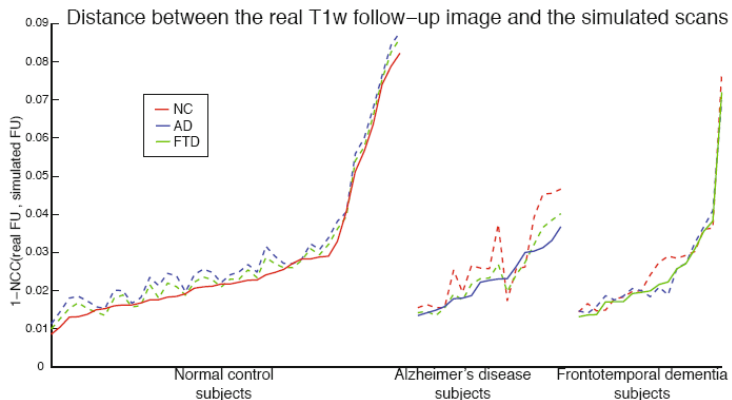 Distance between the real T1w follow-up image and the simulated scans
0.09
0.08
0.07
0.06
0.05
0.04
0.03
0.02
0.01
0
1-NCC(real FU, simulated FU)
NC
AD
FTD
Normal control
subjects
Alzheimer's disease
subjects
Frontotemporal dementia
subjects